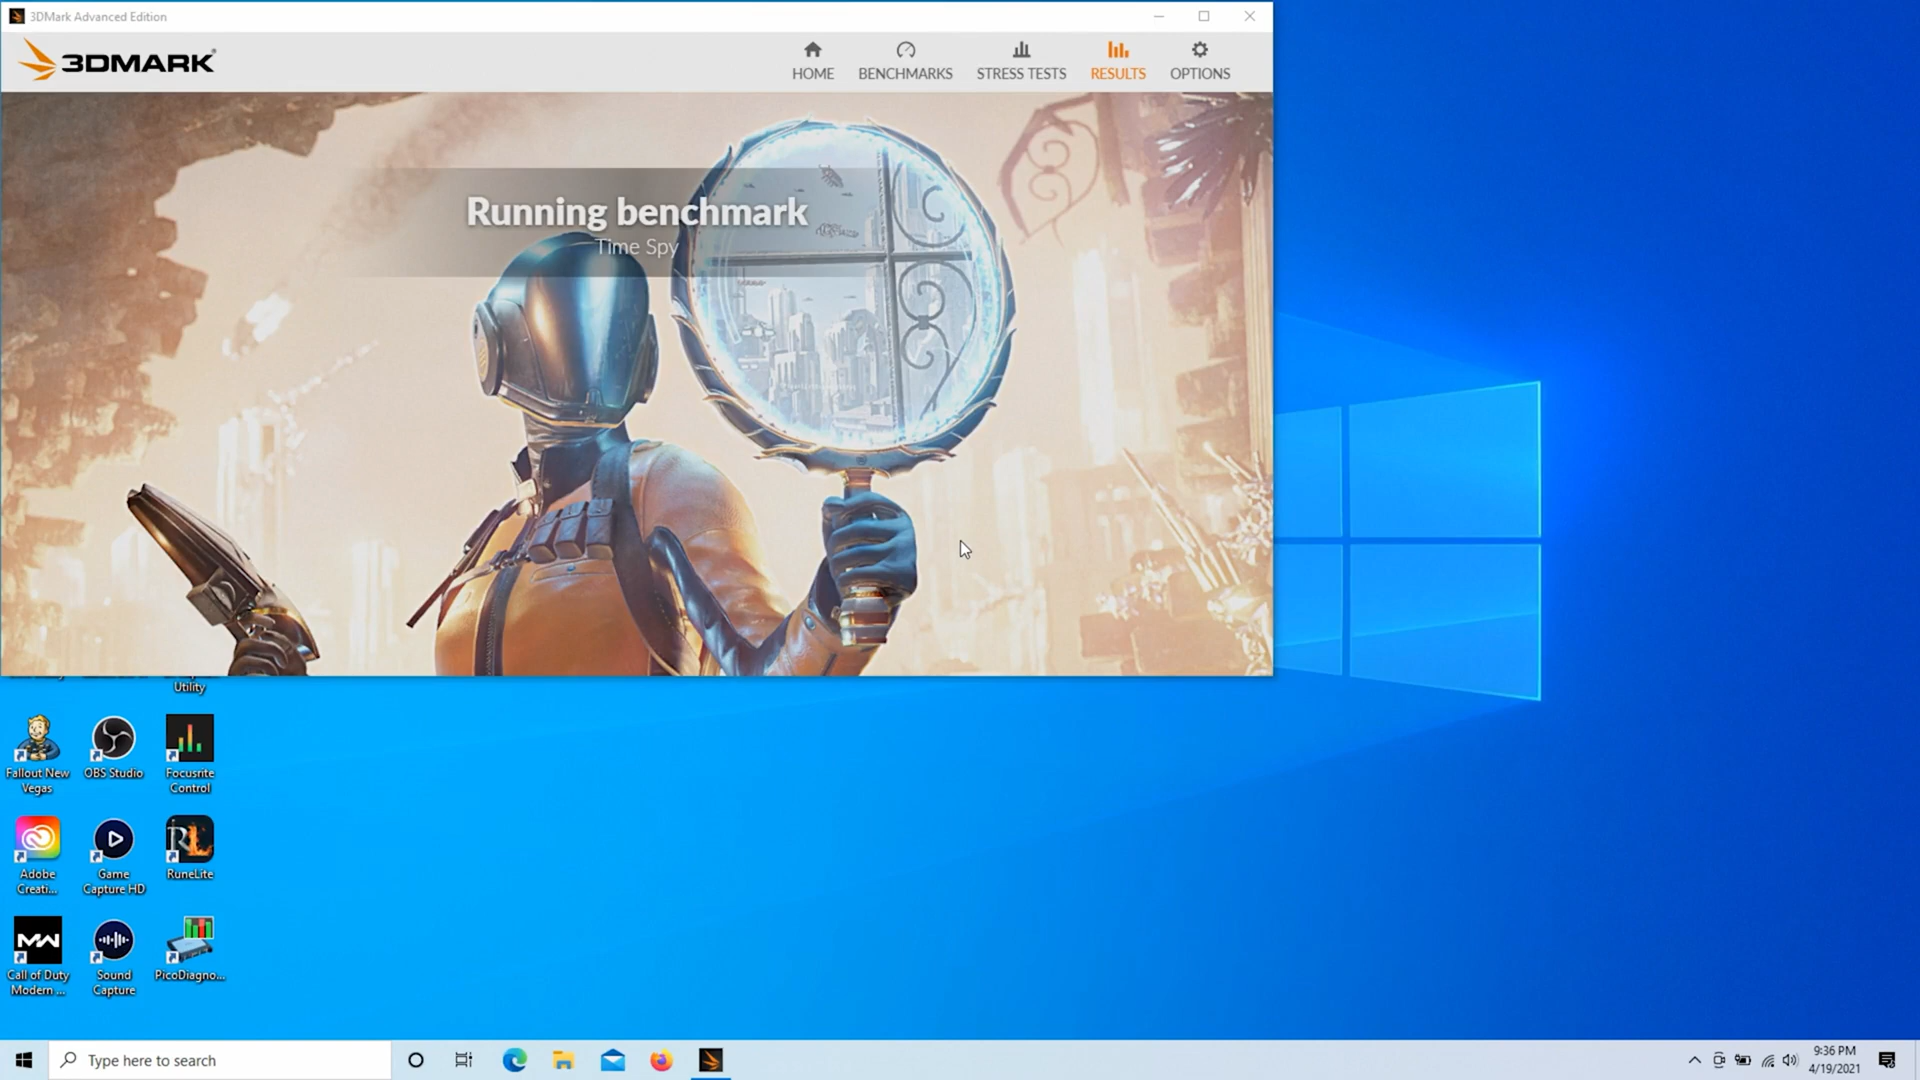 3DMark Advanced Edition
3DMARK
HOME
BENCHMARKS
STRESS TESTS
RESULTS
OPTIONS
Running benchmark
Time Spy
Utility
Fallout New
Vegas
OBS Studio
Focusrite
Control
Adobe
Creati...
Game
Capture HD
RuneLite
Call of Duty
Modern ...
Sound
Capture
PicoDiagno...
Type here to search
9:36 PM
4/19/2021